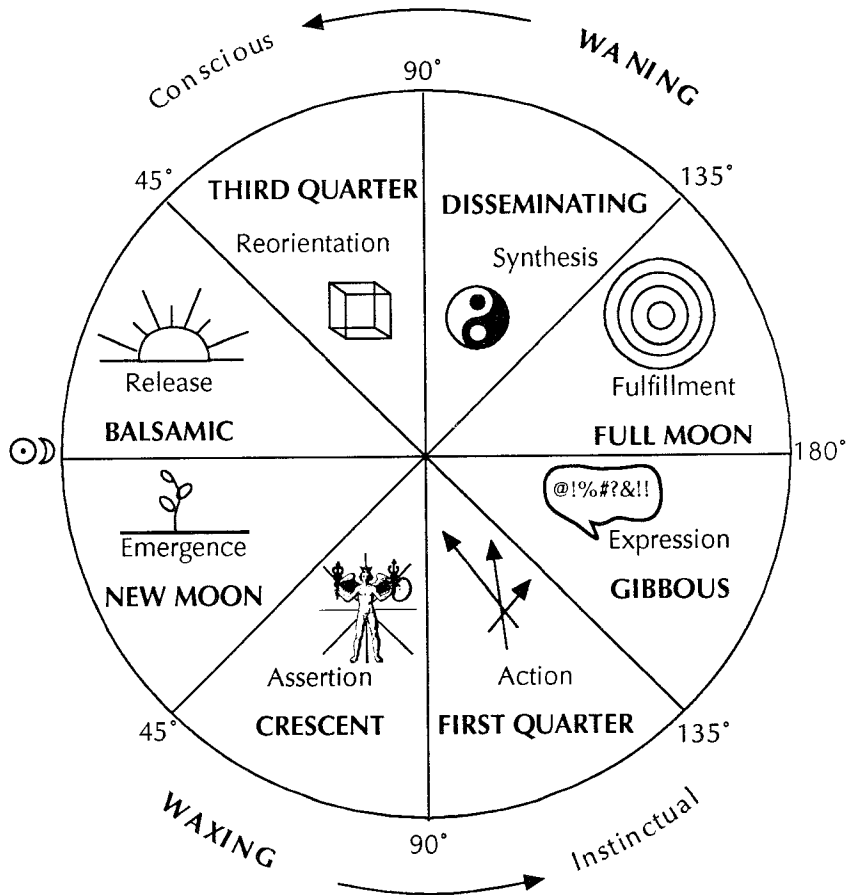 Conscious
WANING
90°
45°
135°
THIRD QUARTER
DISSEMINATING
Reorientation
Synthesis
Release
Fulfillment
BALSAMIC
FULL MOON
180°
@!%#?&!!
Emergence
Expression
NEW MOON
GIBBOUS
Assertion
Action
CRESCENT
FIRST QUARTER
45°
135°
WAXING
90°
Instinctual